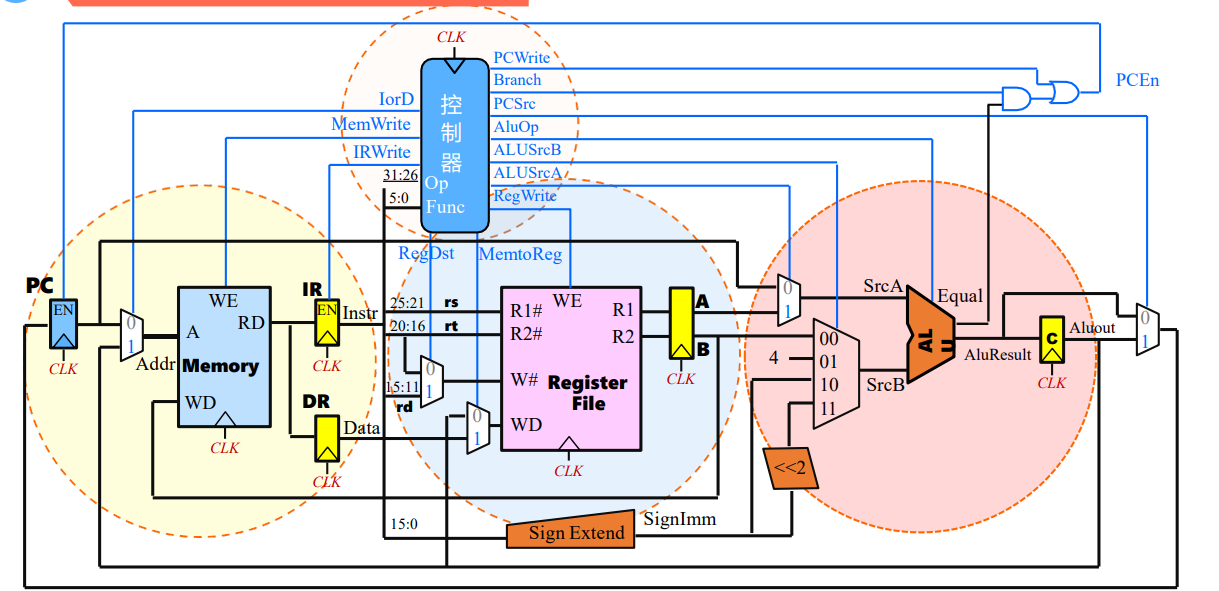 CLK
PCWrite
Branch
PCSrc
AluOp
ALUSrcB
ALUSrcA
RegWrite
PCEn
IorD
MemWrite
IRWrite
控
制
器
31:26
Op
5:0
Func
RegDst
MemtoReg
PC
EN
CLK
0
1
Addr
WE
A
RD
Memory
WD
CLK
IR
EN
Instr
CLK
DR
Data
CLK
25:21
rs
20:16
rt
15:11
rd
0
1
0
1
WE
R1#
R1
R2#
R2
W#
Register
File
WD
CLK
A
B
CLK
0
1
4
00
01
10
11
<<2
SrcA
SrcB
Equal
AL
U
AluResult
C
CLK
Aluout
0
1
15:0
Sign Extend
SignImm